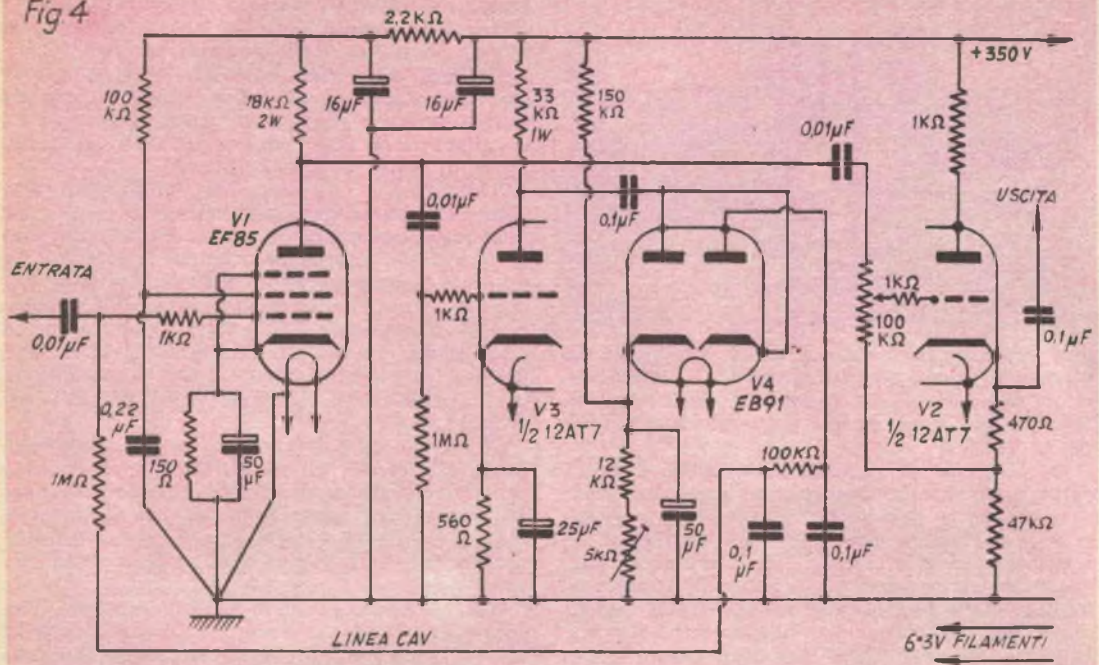 Fig. 4
2,2KΩ
+350V
100
KΩ
18KΩ
2W
16µF
16µF
33
KΩ
1W
150
KΩ
0,01µF
1KΩ
USCITA
V1
EF85
0,01µF
0,1µF
ENTRATA
0,01µF
1KΩ
1KΩ
1KΩ
100
KΩ
0,1µF
V3
1/2 12AT7
V4
EB91
V2
1/2 12AT7
0,22
µF
150
Ω
50
µF
1MΩ
1MΩ
12
KΩ
100KΩ
470Ω
560
Ω
25µF
5KΩ
50
µF
0,1
µF
0,1µF
47KΩ
LINEA CAV
6·3V FILAMENTI